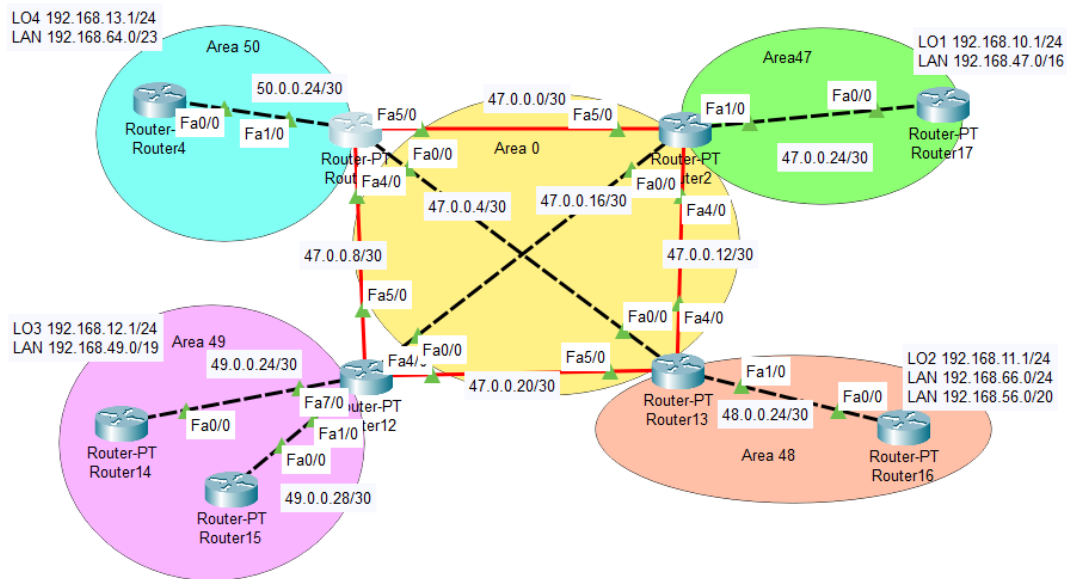 LO4 192.168.13.1/24
LAN 192.168.64.0/23
Area 50
50.0.0.24/30
Fa0/0
Fa1/0
Router-
Router4
Fa5/0
47.0.0.0/30
Fa5/0
Router-PT
Rout
Fa0/0
Fa4/0
Area 0
Router-PT
uter2
Fa0/0
Fa4/0
Area47
LO1 192.168.10.1/24
LAN 192.168.47.0/16
Fa1/0
Fa0/0
47.0.0.24/30
Router-PT
Router17
47.0.0.4/30
47.0.0.16/30
47.0.0.8/30
47.0.0.12/30
Fa5/0
Fa4/0
Fa0/0
Fa0/0
LO3 192.168.12.1/24
LAN 192.168.49.0/19
Area 49
49.0.0.24/30
Fa4/
Fa5/0
47.0.0.20/30
Fa7/0
Fa1/0
uter-PT
uter12
Fa0/0
Fa0/0
Router-PT
Router14
49.0.0.28/30
Router-PT
Router15
Router-PT
Router13
Fa1/0
48.0.0.24/30
Fa0/0
LO2 192.168.11.1/24
LAN 192.168.66.0/24
LAN 192.168.56.0/20
Area 48
Router-PT
Router16